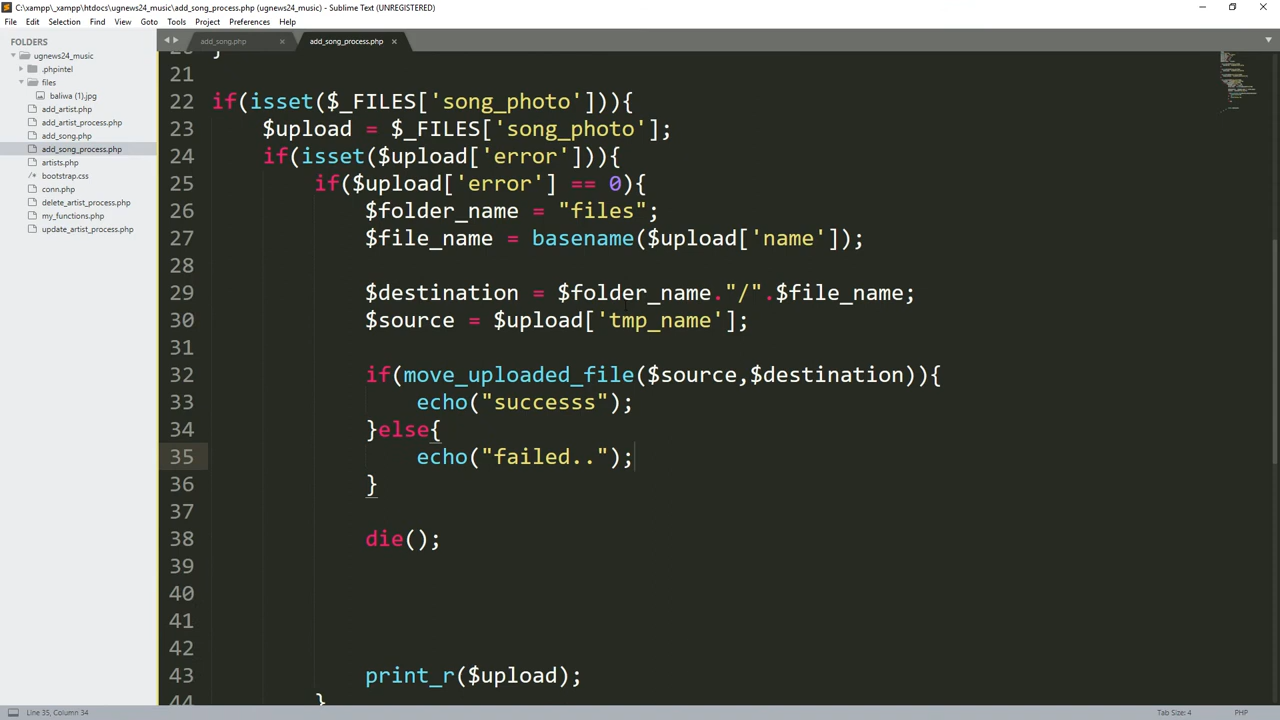 C:\xampp\_xampp\htdocs\ugnews24_music\add_song_process.php (ugnews24_music) - Sublime Text (UNREGISTERED)
File Edit Selection Find View Goto Tools Project Preferences Help
FOLDERS
ugnews24_music
.phpintel
files
baliwa (1).jpg
add_artist.php
add_artist_process.php
add_song.php
add_song_process.php
artists.php
bootstrap.css
conn.php
delete_artist_process.php
my_functions.php
update_artist_process.php
add_song.php
add_song_process.php
21
22 if(isset($_FILES['song_photo'])){
23 $upload = $_FILES['song_photo'];
24 if(isset($upload['error'])){
25 if($upload['error'] == 0){
26 $folder_name = "files";
27 $file_name = basename($upload['name']);
28
29 $destination = $folder_name."/".$file_name;
30 $source = $upload['tmp_name'];
31
32 if(move_uploaded_file($source,$destination)){
33 echo("successs");
34 }else{
35 echo("failed..");
36 }
37
38 die();
39
40
41
42
43 print_r($upload);
44 }
Line 35, Column 34
Tab Size: 4
PHP